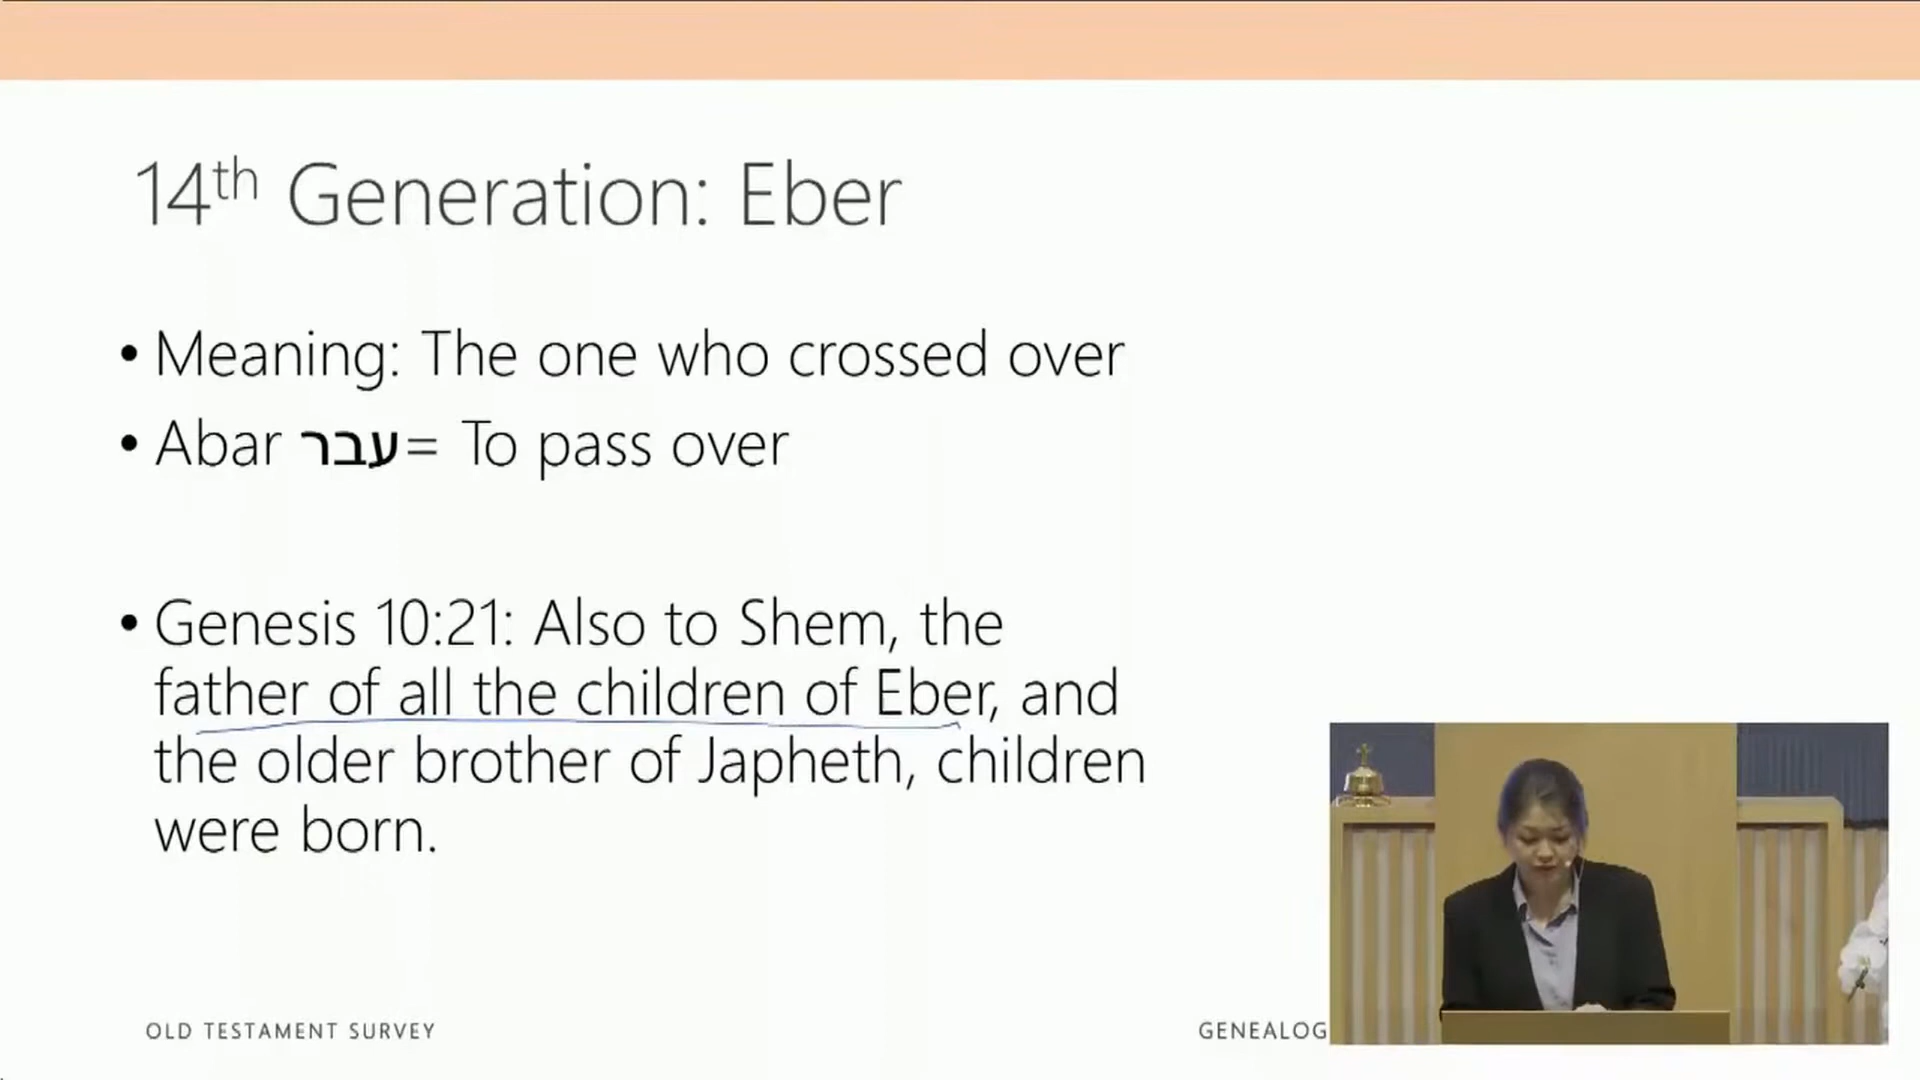 14th Generation: Eber
• Meaning: The one who crossed over
• Abar עבר= To pass over
• Genesis 10:21: Also to Shem, the
father of all the children of Eber, and
the older brother of Japheth, children
were born.
OLD TESTAMENT SURVEY
GENEALOG